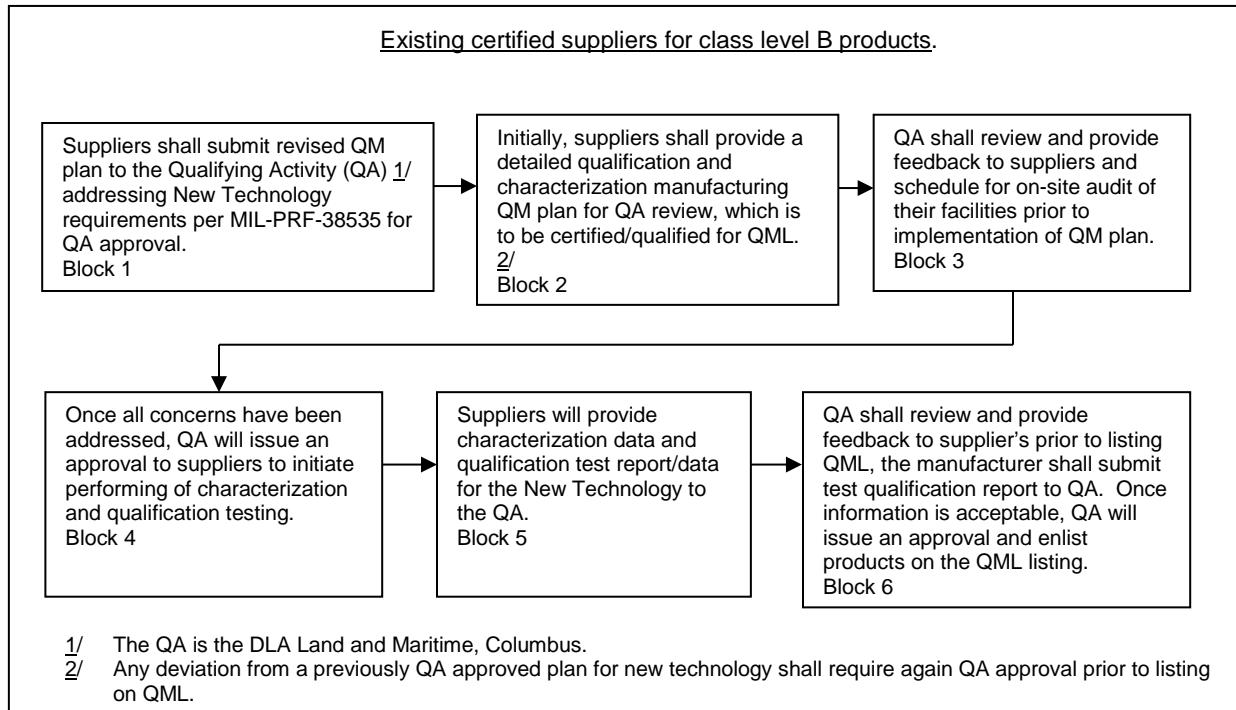 Existing certified suppliers for class level B products.
Suppliers shall submit revised QM
plan to the Qualifying Activity (QA) 1/
addressing New Technology
requirements per MIL-PRF-38535 for
QA approval.
Block 1
Initially, suppliers shall provide a
detailed qualification and
characterization manufacturing
QM plan for QA review, which is
to be certified/qualified for QML.
2/
Block 2
QA shall review and provide
feedback to suppliers and
schedule for on-site audit of
their facilities prior to
implementation of QM plan.
Block 3
Once all concerns have been
addressed, QA will issue an
approval to suppliers to initiate
performing of characterization
and qualification testing.
Block 4
Suppliers will provide
characterization data and
qualification test report/data
for the New Technology to
the QA.
Block 5
QA shall review and provide
feedback to supplier’s prior to listing
QML, the manufacturer shall submit
test qualification report to QA.  Once
information is acceptable, QA will
issue an approval and enlist
products on the QML listing.
Block 6
1/ The QA is the DLA Land and Maritime, Columbus.
2/ Any deviation from a previously QA approved plan for new technology shall require again QA approval prior to listing
on QML.